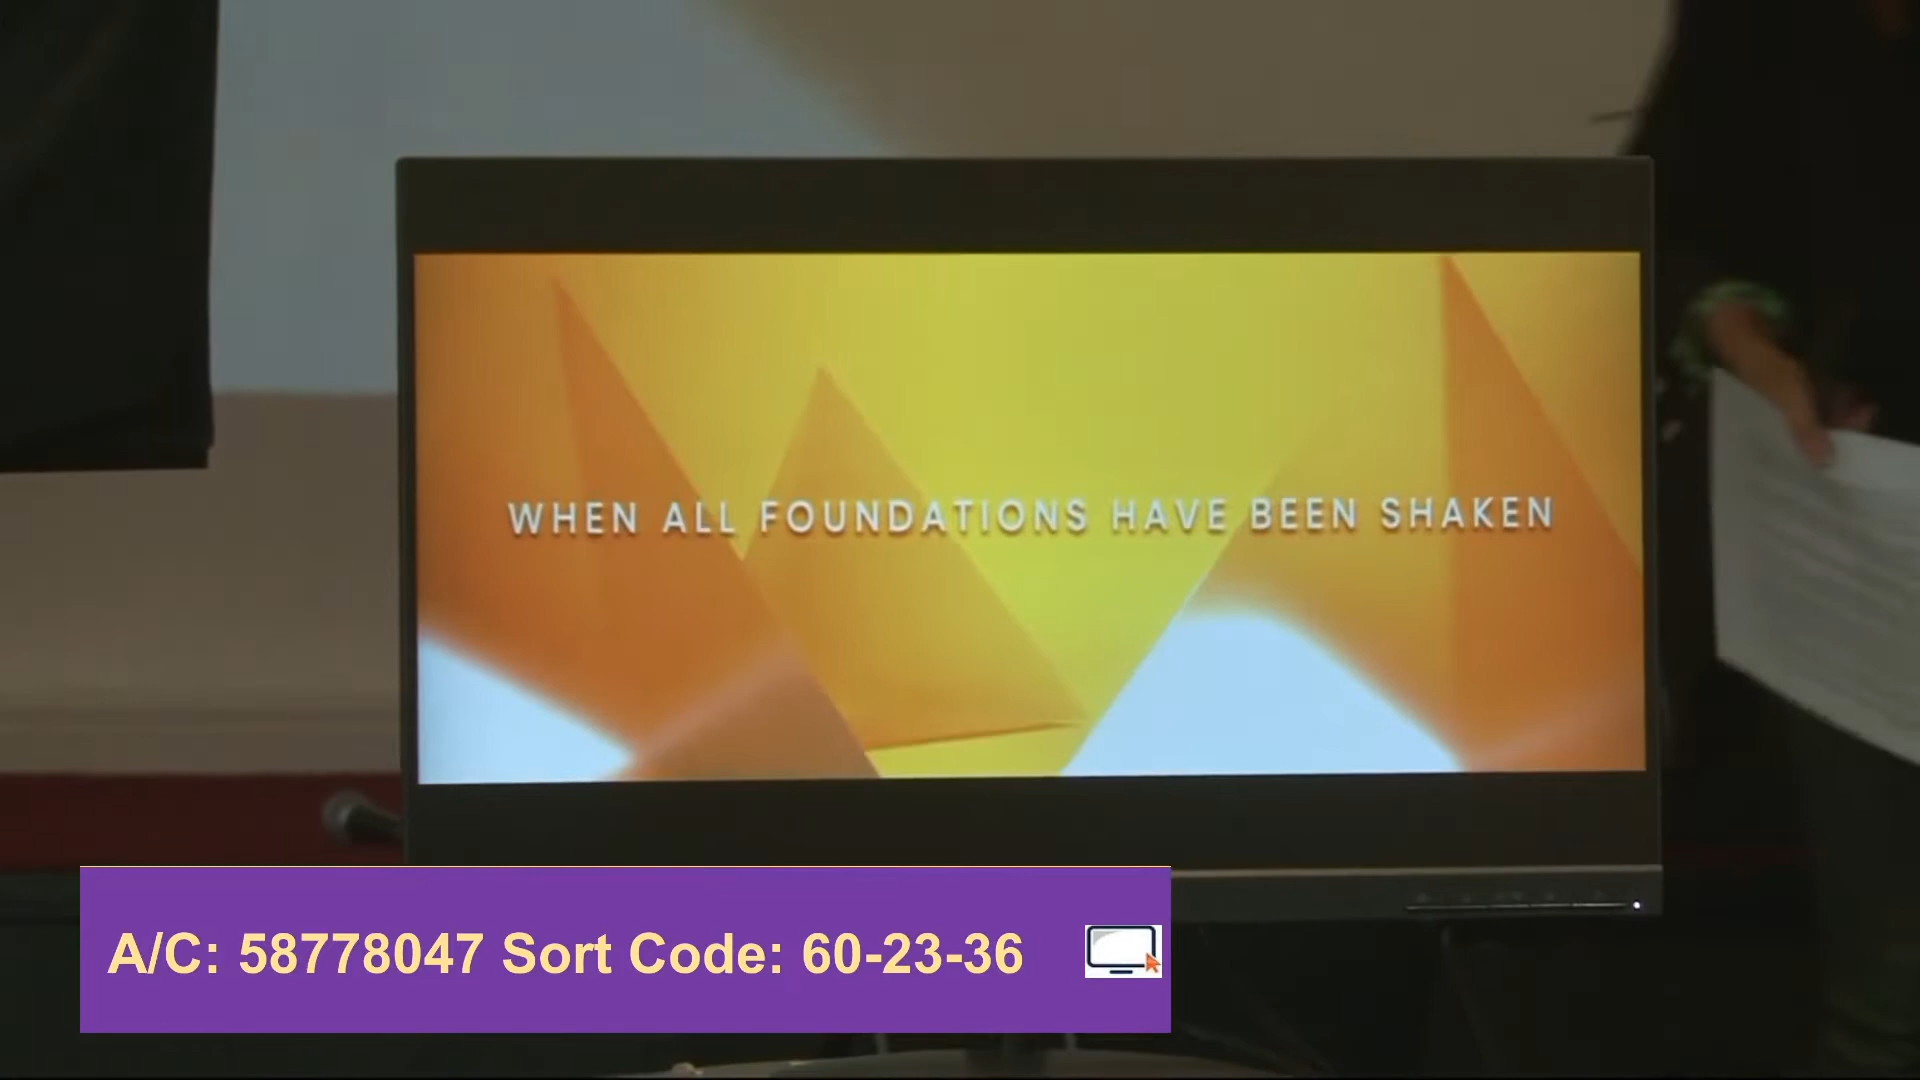 WHEN ALL FOUNDATIONS HAVE BEEN SHAKEN
A/C: 58778047 Sort Code: 60-23-36